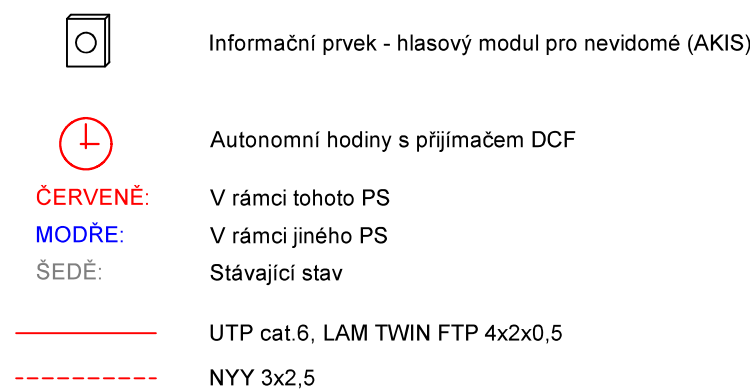 Informační prvek - hlasový modul pro nevidomé (AKIS)
Autonomní hodiny s přijímačem DCF
ČERVENĚ: V rámci tohoto PS
MODŘE: V rámci jiného PS
ŠEDĚ: Stávající stav
UTP cat.6, LAM TWIN FTP 4x2x0,5
NYY 3x2,5